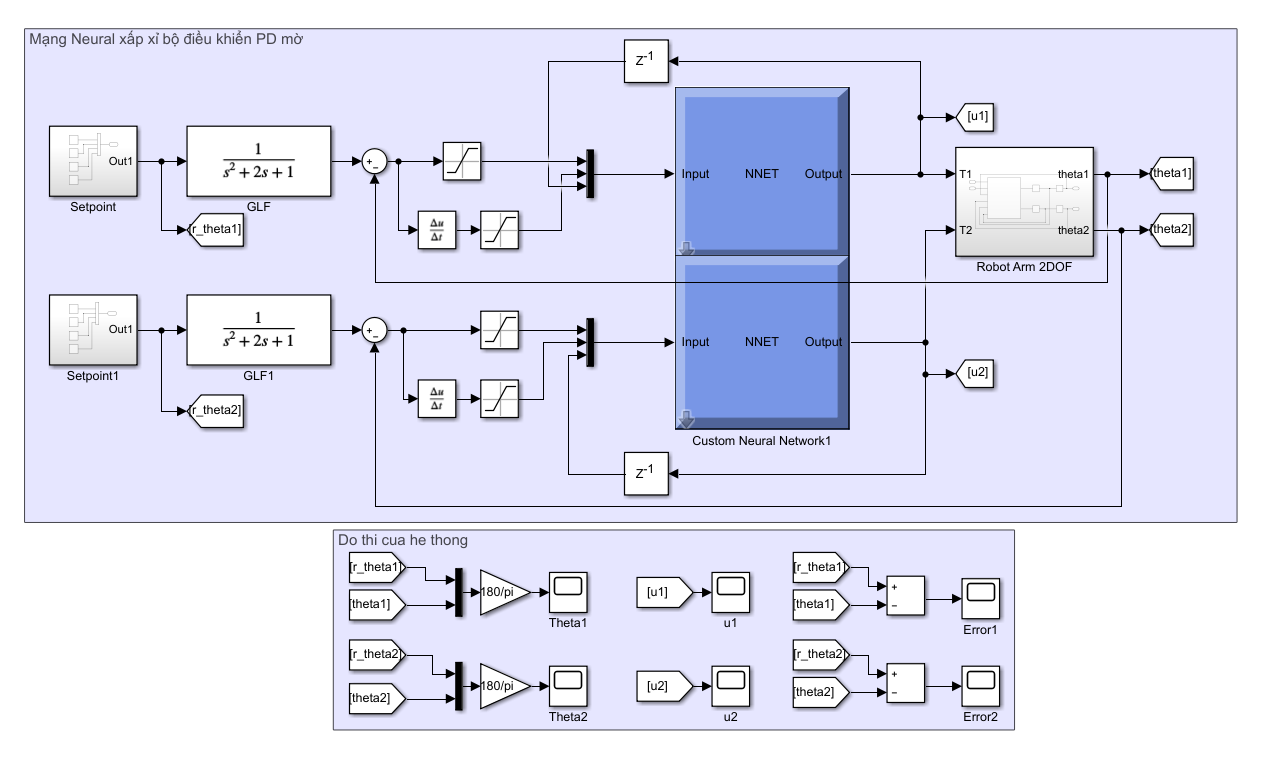 Mạng Neural xấp xỉ bộ điều khiển PD mờ
Z-1
[u1]
Out1
1
s² + 2s + 1
+
−
Input NNET Output
T1
theta1
[theta1]
Setpoint
GLF
[r_theta1]
Δu
Δt
T2
theta2
[theta2]
Robot Arm 2DOF
Out1
1
s² + 2s + 1
+
−
Input NNET Output
Setpoint1
GLF1
[u2]
[r_theta2]
Δu
Δt
Custom Neural Network1
Z-1
Do thi cua he thong
[r_theta1]
[theta1]
180/pi
Theta1
[u1]
u1
[r_theta1]
[theta1]
+
−
Error1
[r_theta2]
[theta2]
180/pi
Theta2
[u2]
u2
[r_theta2]
[theta2]
+
−
Error2